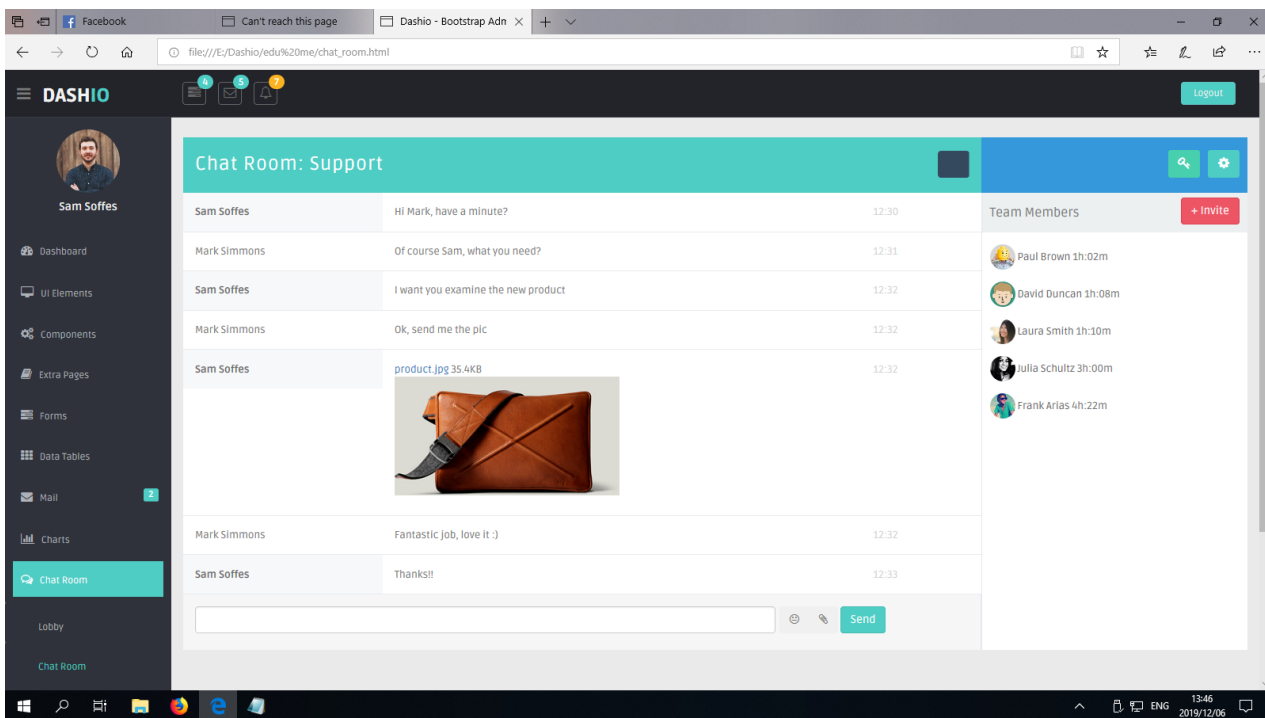 Facebook
Can't reach this page
Dashio - Bootstrap Adn
file:///E:/Dashio/edu%20me/chat_room.html
DASHIO
4
5
7
Logout
Sam Soffes
Dashboard
UI Elements
Components
Extra Pages
Forms
Data Tables
Mail 2
Charts
Chat Room
Lobby
Chat Room
Chat Room: Support
Sam Soffes Hi Mark, have a minute? 12:30
Mark Simmons Of course Sam, what you need? 12:31
Sam Soffes I want you examine the new product 12:32
Mark Simmons Ok, send me the pic 12:32
Sam Soffes product.jpg 35.4KB 12:32
Mark Simmons Fantastic job, love it :) 12:32
Sam Soffes Thanks!! 12:33
Send
Team Members + Invite
Paul Brown 1h:02m
David Duncan 1h:08m
Laura Smith 1h:10m
Julia Schultz 3h:00m
Frank Arias 4h:22m
ENG
13:46
2019/12/06